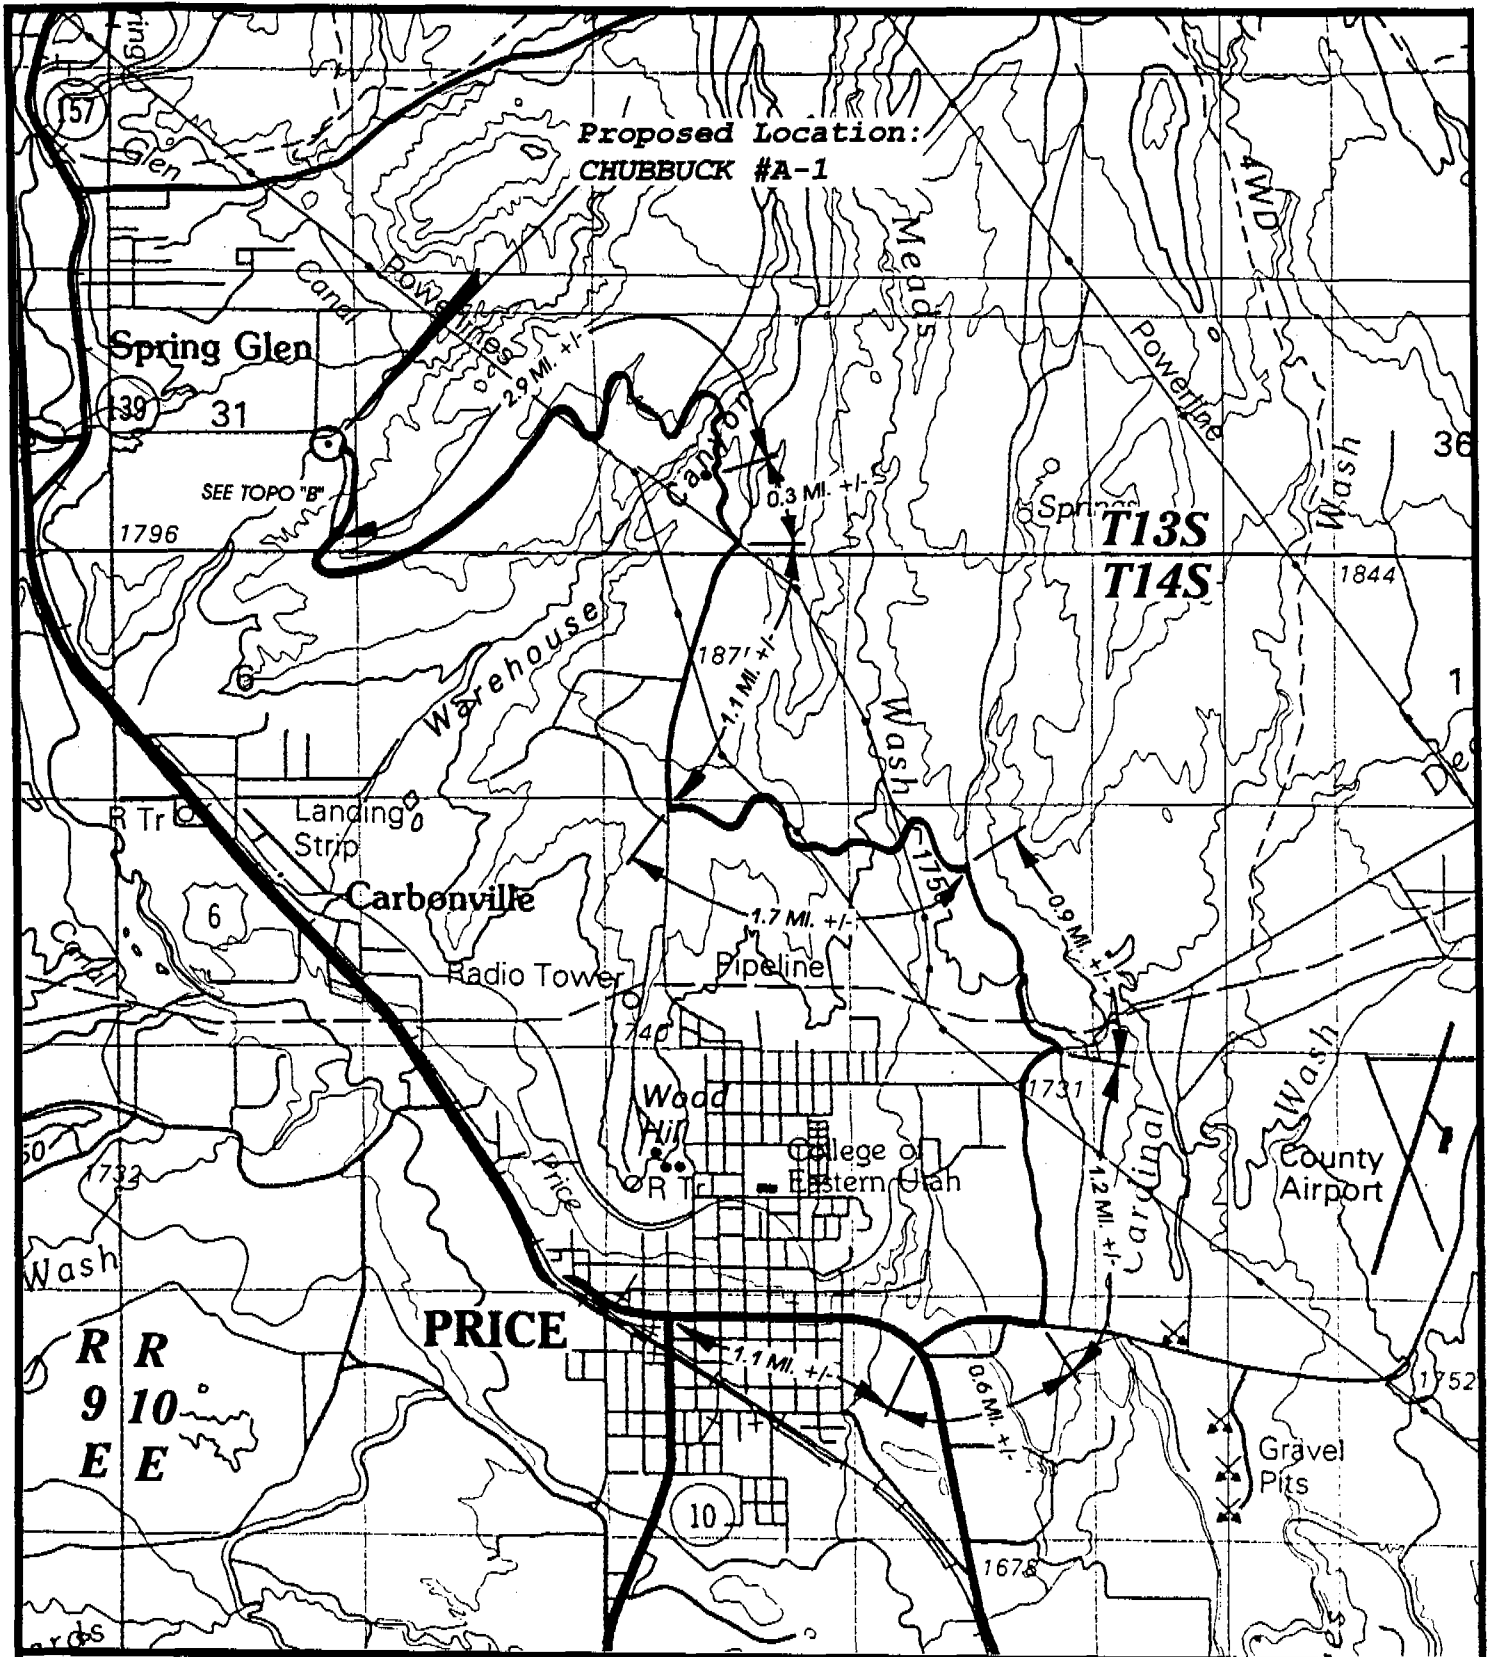 157
Glen
Proposed Location:
CHUBBUCK #A-1
4WD
Meads
Canal
Powerlines
Spring Glen
2.9 MI. +/-
Powerline
139
31
Canyon
36
SEE TOPO "B"
0.3 MI. +/-
Wash
Springs
1796
T13S
T14S
1844
Warehouse
6
1.1 MI. +/-
1
Wash
R Tr
Landing
Strip
6
Carbonville
1.7 MI. +/-
0.9 MI. +/-
Canal
Radio Tower
Pipeline
1740
1731
Wash
Wood
Hill
1732
Price
R Tr
College of
Eastern Utah
1.2 MI. +/-
Cardinal
County
Airport
Wash
PRICE
R R
9 10
E E
1.1 MI. +/-
0.6 MI. +/-
1752
Gravel
Pits
10
1678